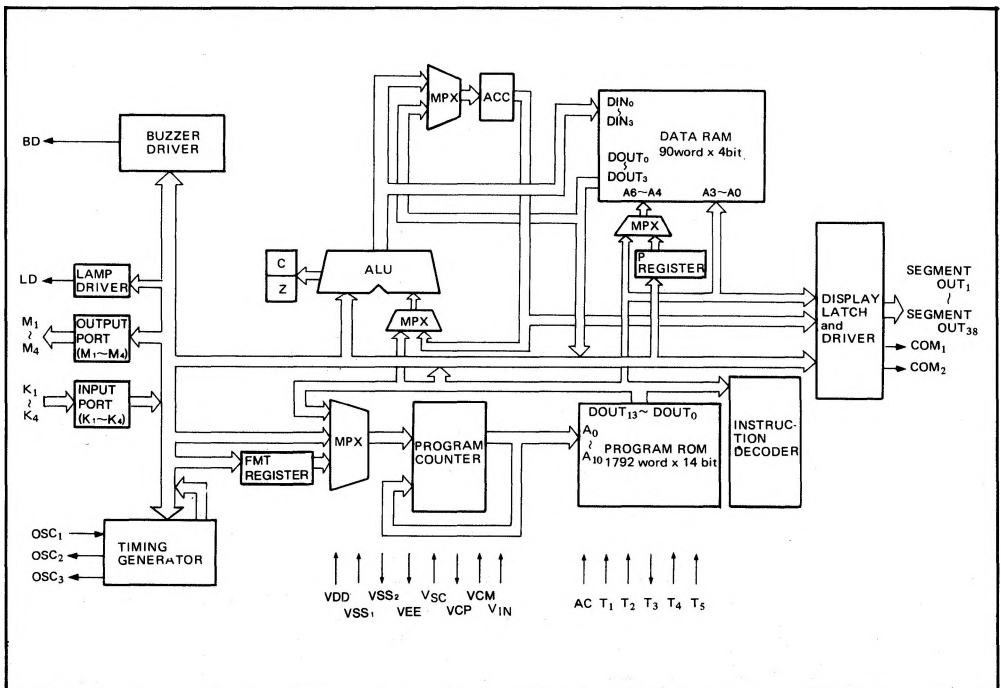 BUZZER
DRIVER
BD
LAMP
DRIVER
LD
OUTPUT
PORT
(M₁~M₄)
M₁
~
M₄
INPUT
PORT
(K₁~K₄)
K₁
~
K₄
OSC₁
OSC₂
OSC₃
TIMING
GENERATOR
MPX
ACC
C
Z
ALU
MPX
FMT
REGISTER
MPX
PROGRAM
COUNTER
DIN₀
~
DIN₃
DATA RAM
90word x 4bit
DOUT₀
~
DOUT₃
A6~A4
A3~A0
MPX
P
REGISTER
DOUT₁₃~ DOUT₀
A₀
~
A₁₀
PROGRAM ROM
1792 word x 14 bit
INSTRUC-
TION
DECODER
DISPLAY
LATCH
and
DRIVER
SEGMENT
OUT₁
~
SEGMENT
OUT₃₈
COM₁
COM₂
VDD
VSS₁
VSS₂
VEE
VSC
VCP
VCM
VIN
AC
T₁
T₂
T₃
T₄
T₅